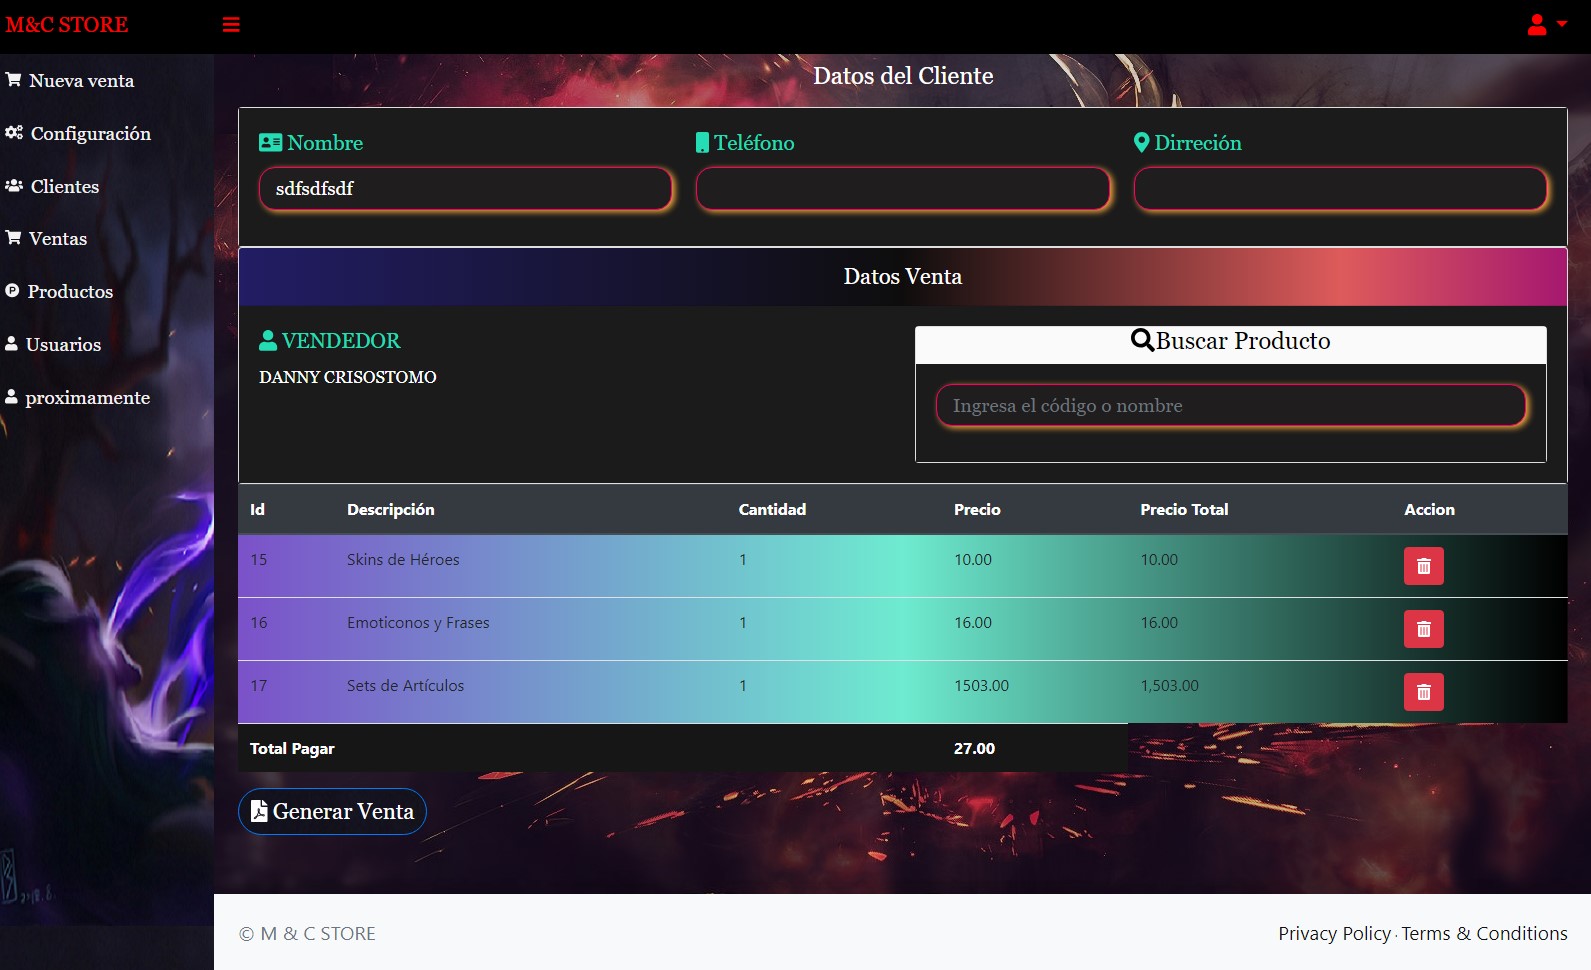 M&C STORE
Nueva venta
Configuración
Clientes
Ventas
Productos
Usuarios
proximamente
Datos del Cliente
Nombre Teléfono Dirreción
sdfsdfsdf
Datos Venta
VENDEDOR
DANNY CRISOSTOMO
Buscar Producto
Ingresa el código o nombre
Id Descripción Cantidad Precio Precio Total Accion
15 Skins de Héroes 1 10.00 10.00
16 Emoticonos y Frases 1 16.00 16.00
17 Sets de Artículos 1 1503.00 1,503.00
Total Pagar 27.00
Generar Venta
© M & C STORE
Privacy Policy · Terms & Conditions